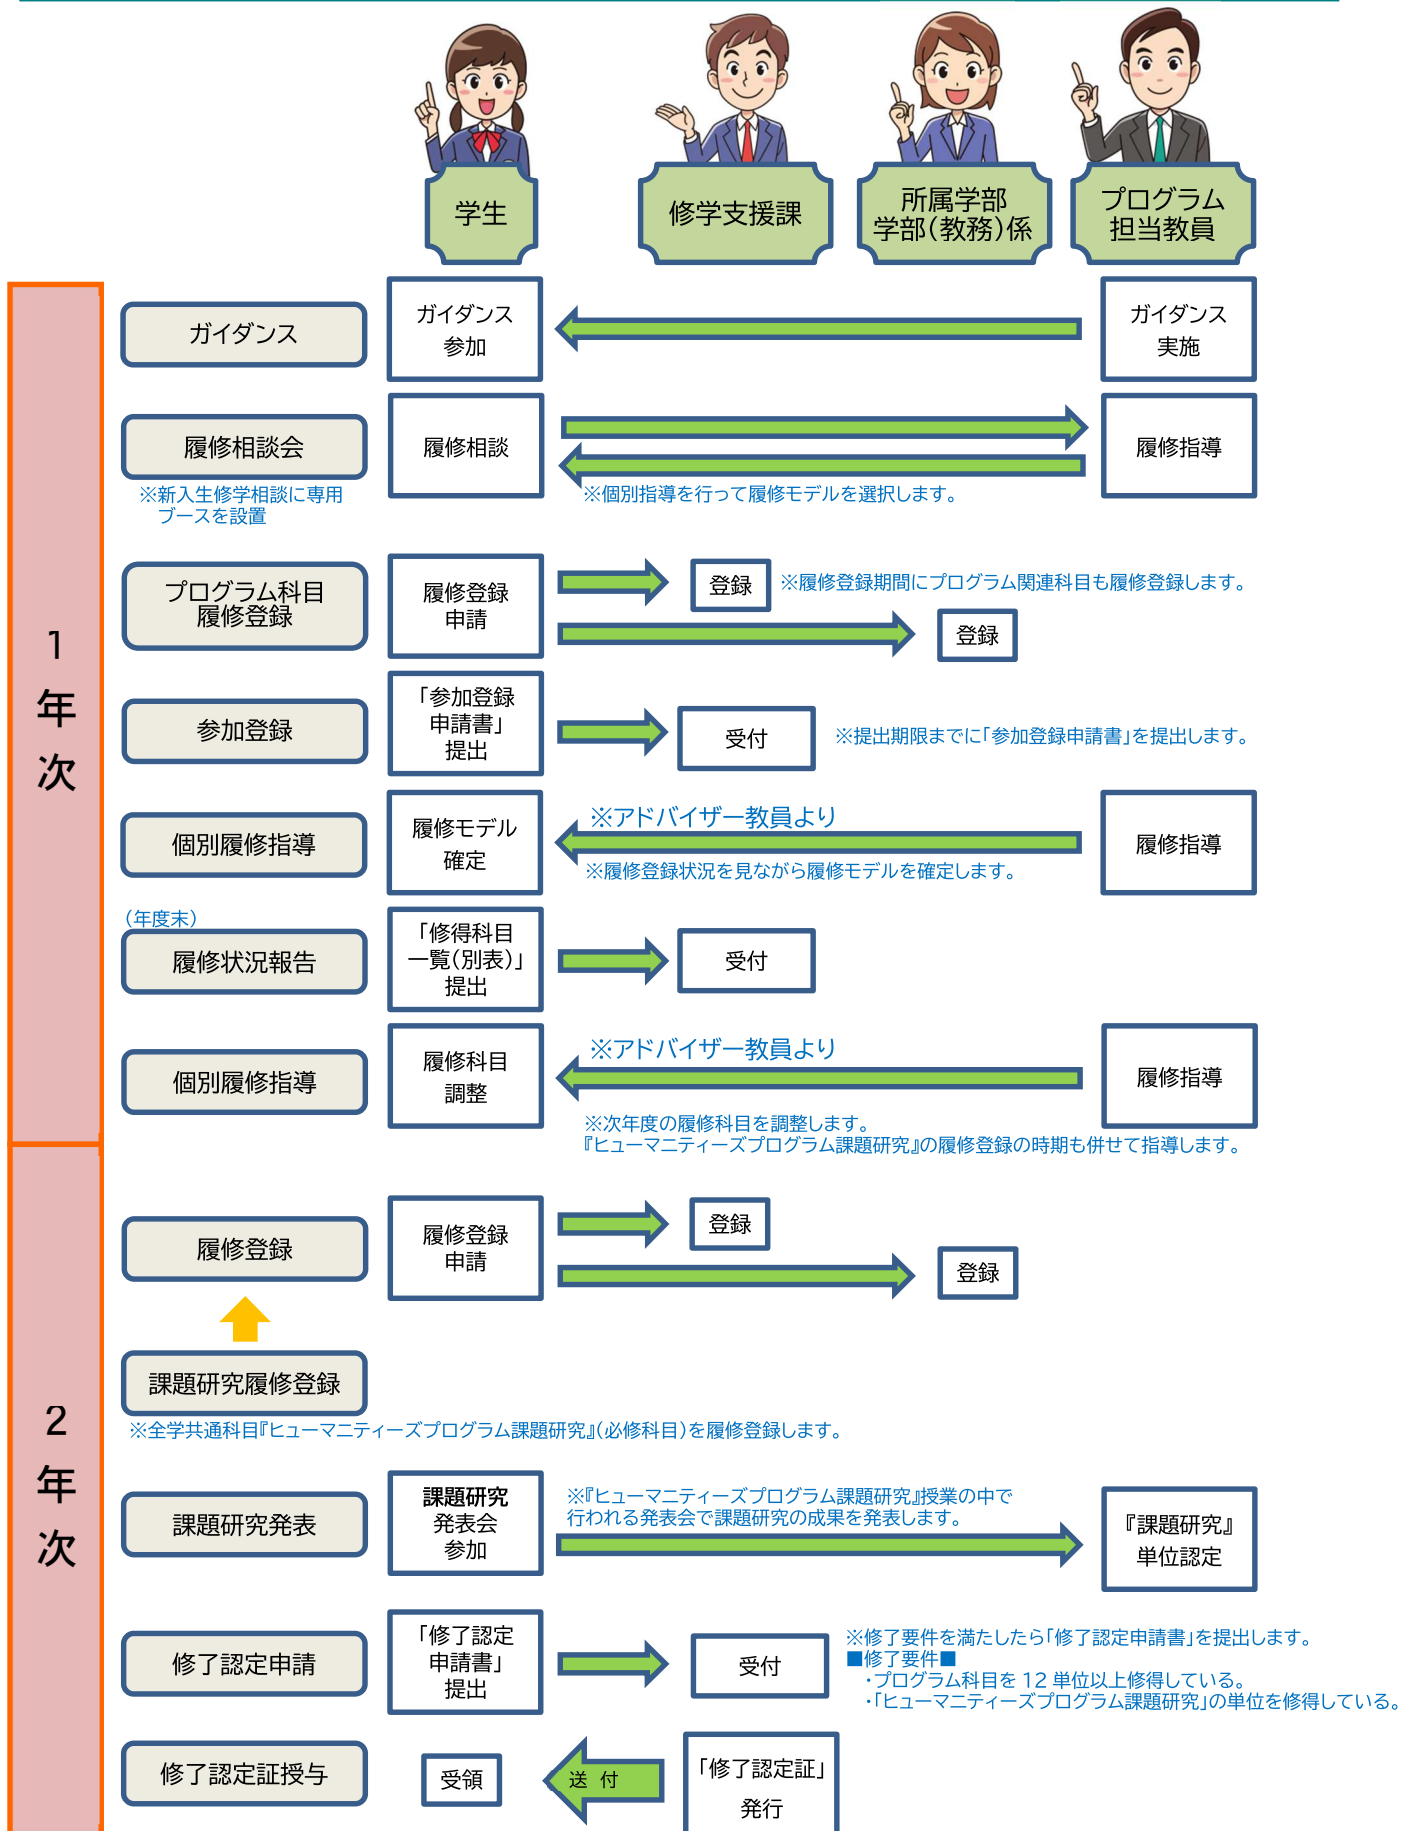 学生
修学支援課
所属学部
学部(教務)係
プログラム
担当教員
1
年
次
ガイダンス
ガイダンス
参加
ガイダンス
実施
履修相談会
※新入生修学相談に専用
ブースを設置
履修相談
※個別指導を行って履修モデルを選択します。
履修指導
プログラム科目
履修登録
履修登録
申請
登録
※履修登録期間にプログラム関連科目も履修登録します。
登録
参加登録
「参加登録
申請書」
提出
受付
※提出期限までに「参加登録申請書」を提出します。
個別履修指導
履修モデル
確定
※アドバイザー教員より
※履修登録状況を見ながら履修モデルを確定します。
履修指導
(年度末)
履修状況報告
「修得科目
一覧(別表)」
提出
受付
個別履修指導
履修科目
調整
※アドバイザー教員より
※次年度の履修科目を調整します。
『ヒューマニティーズプログラム課題研究』の履修登録の時期も併せて指導します。
履修指導
2
年
次
履修登録
履修登録
申請
登録
登録
課題研究履修登録
※全学共通科目『ヒューマニティーズプログラム課題研究』(必修科目)を履修登録します。
課題研究発表
課題研究
発表会
参加
※『ヒューマニティーズプログラム課題研究』授業の中で
行われる発表会で課題研究の成果を発表します。
『課題研究』
単位認定
修了認定申請
「修了認定
申請書」
提出
受付
※修了要件を満たしたら「修了認定申請書」を提出します。
■修了要件■
・プログラム科目を 12 単位以上修得している。
・「ヒューマニティーズプログラム課題研究」の単位を修得している。
修了認定証授与
受領
送 付
「修了認定証」
発行